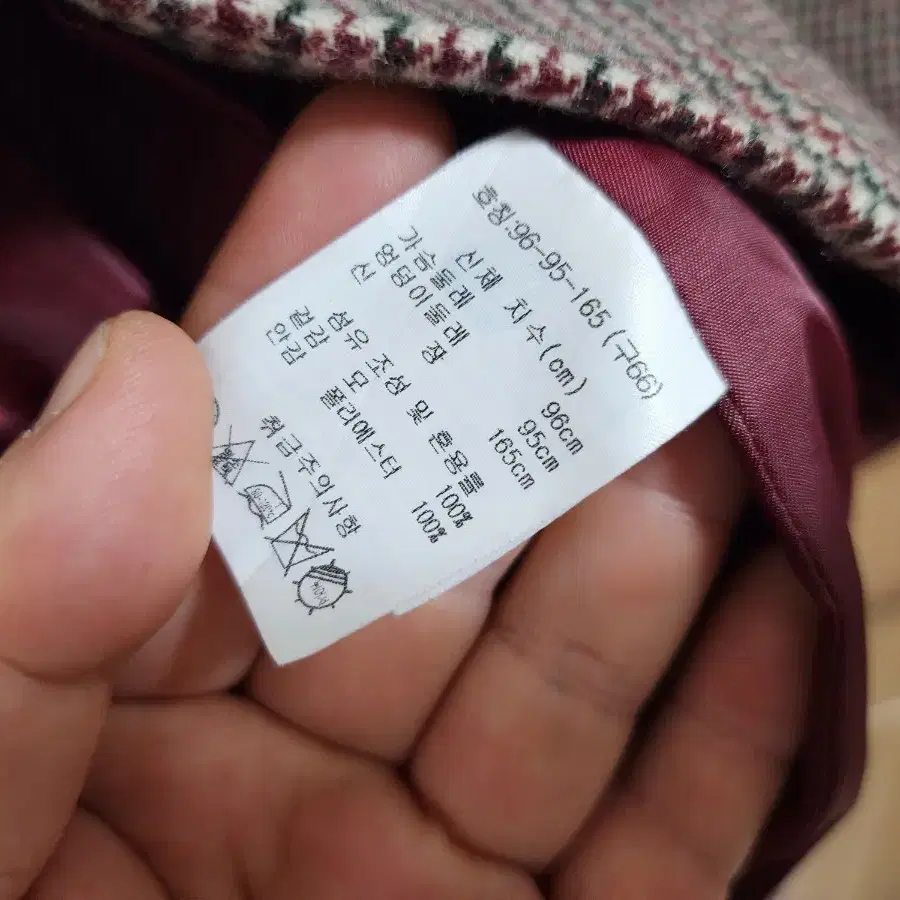 호칭:96-95-165 (구66)
신체 치수(cm)
가슴둘레 96cm
엉덩이둘레 95cm
신 장 165cm
섬유 조성 및 혼용률
겉감 모 100%
안감 폴리에스터 100%
취급주의사항